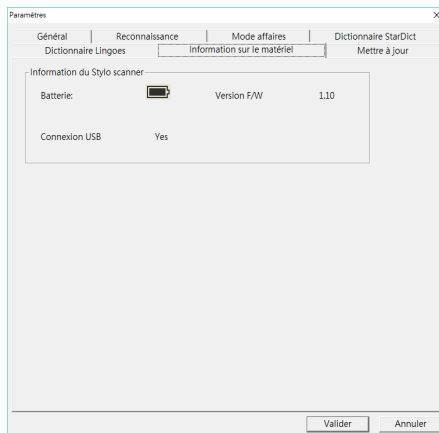 Paramètres
Général Reconnaissance Mode affaires Dictionnaire StarDict
Dictionnaire Lingoes Information sur le matériel Mettre à jour
Information du Stylo scanner
Batterie: Version F/W 1.10
Connexion USB Yes
Valider Annuler